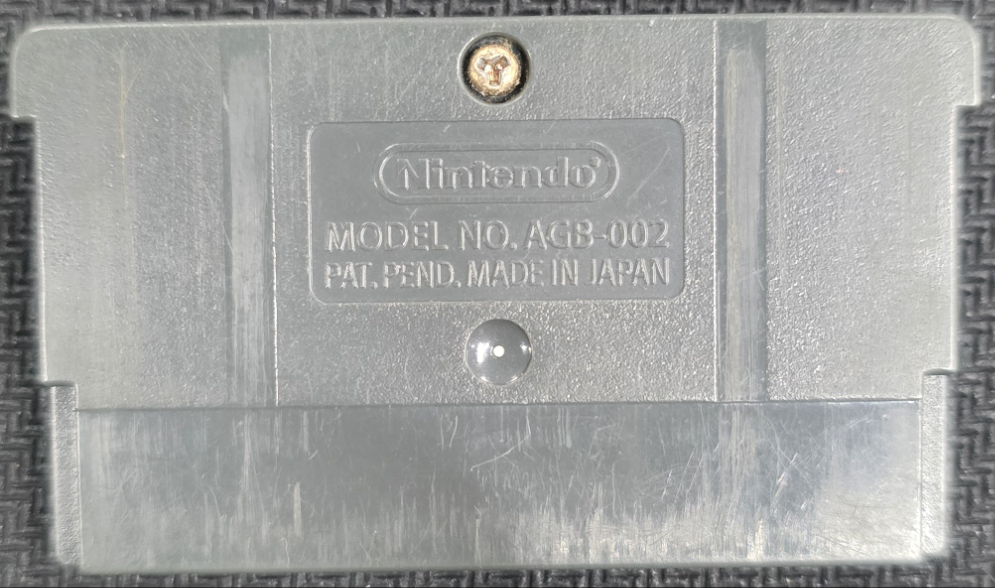 Nintendo®
MODEL NO. AGB-002
PAT. PEND. MADE IN JAPAN